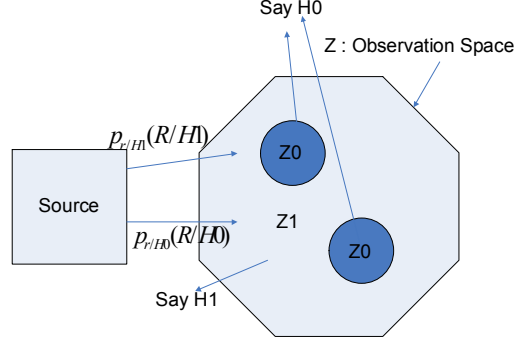 Say H0
Z : Observation Space
p_{r/H1}(R/H1)
Z0
Source
Z1
p_{r/H0}(R/H0)
Z0
Say H1